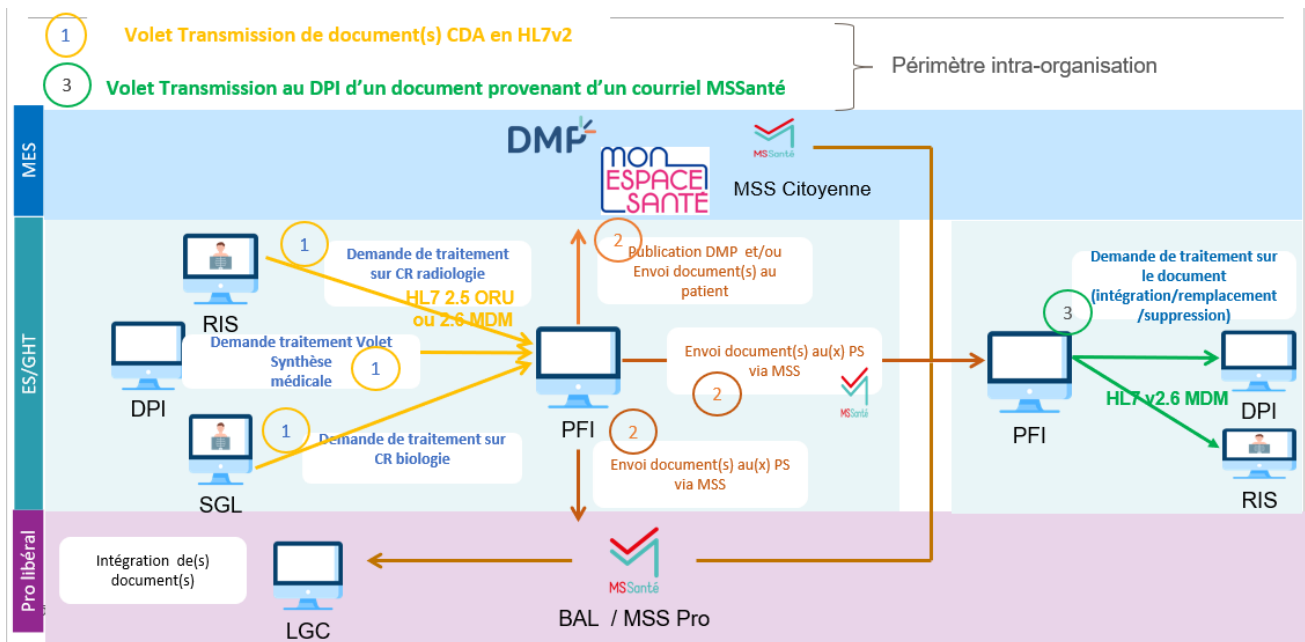 1
Volet Transmission de document(s) CDA en HL7v2
3
Volet Transmission au DPI d'un document provenant d'un courriel MSSanté
Périmètre intra-organisation
MES
DMP
mon
ESPACE
SANTÉ
MSSanté
MSS Citoyenne
ES/GHT
RIS
1
Demande de traitement
sur CR radiologie
HL7 2.5 ORU
ou 2.6 MDM
DPI
Demande traitement Volet
Synthèse
médicale
1
SGL
1
Demande de traitement sur
CR biologie
PFI
2
Publication DMP et/ou
Envoi document(s) au
patient
Envoi document(s) au(x) PS
via MSS
2
MSSanté
2
Envoi document(s) au(x) PS
via MSS
PFI
Demande de traitement sur
le document
(intégration/remplacement
/suppression)
3
HL7 v2.6 MDM
DPI
RIS
Pro libéral
Intégration de(s)
document(s)
LGC
MSSanté
BAL / MSS Pro